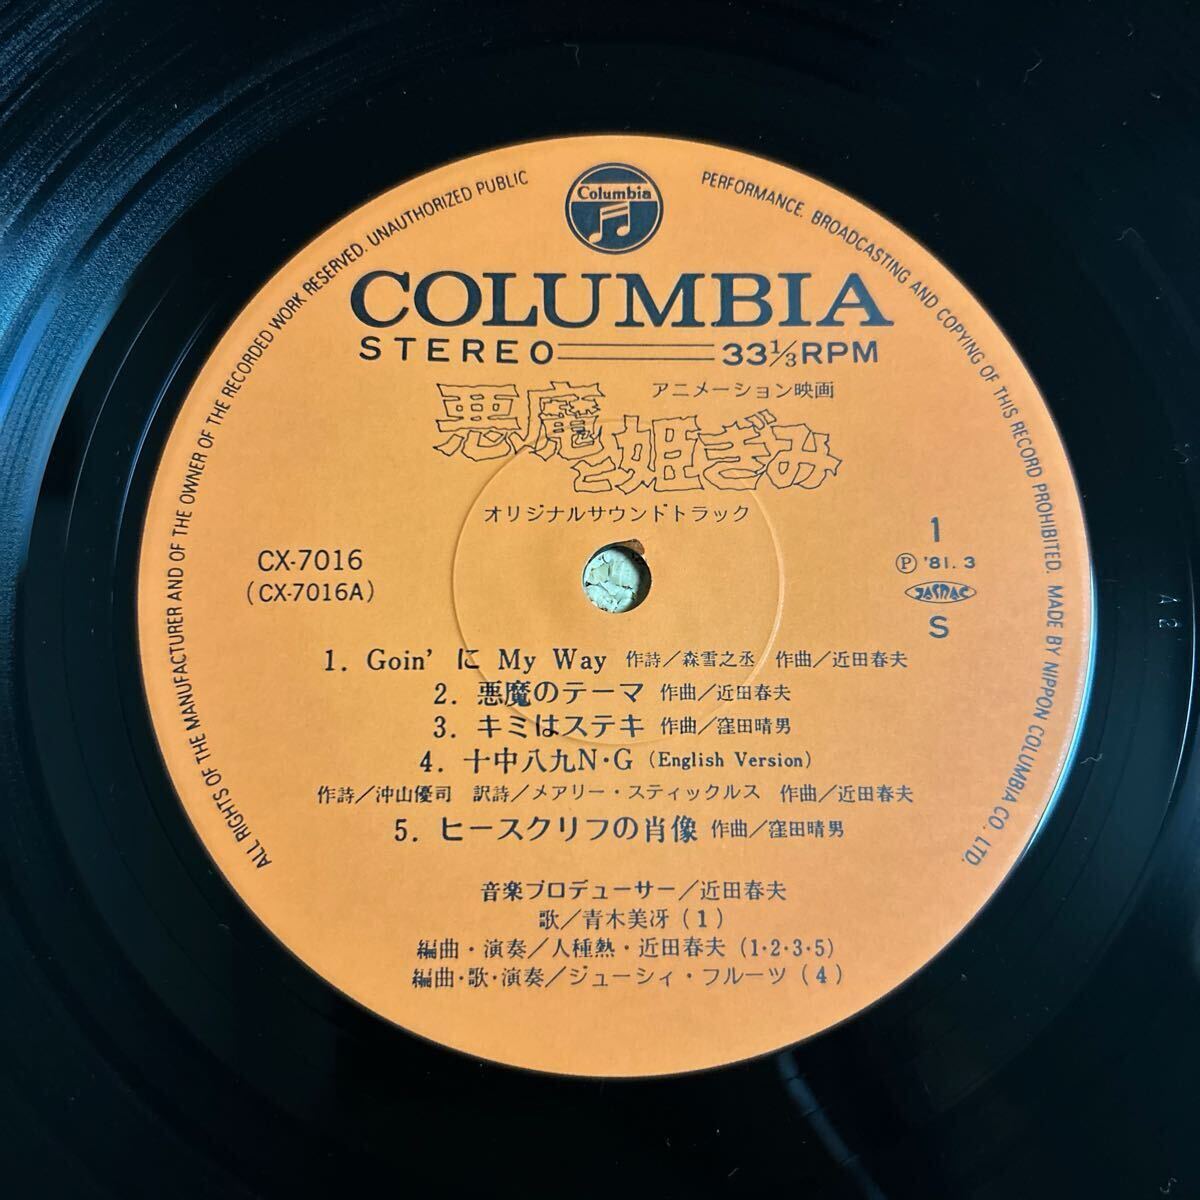 ALL RIGHTS OF THE MANUFACTURER AND OF THE OWNER OF THE RECORDED WORK RESERVED. UNAUTHORIZED PUBLIC PERFORMANCE. BROADCASTING AND COPYING OF THIS RECORD PROHIBITED. MADE BY NIPPON COLUMBIA CO. LTD.
Columbia
COLUMBIA
STEREO 33⅓RPM
アニメーション映画
悪魔と姫ぎみ
オリジナルサウンドトラック
CX-7016
(CX-7016A)
1
Ⓟ '81.3
JASRAC
S
1. Goin' に My Way 作詩/森雪之丞 作曲/近田春夫
2. 悪魔のテーマ 作曲/近田春夫
3. キミはステキ 作曲/窪田晴男
4. 十中八九N・G (English Version)
作詩/沖山優司 訳詩/メアリー・スティックルス 作曲/近田春夫
5. ヒースクリフの肖像 作曲/窪田晴男
音楽プロデューサー/近田春夫
歌/青木美冴(1)
編曲・演奏/人種熱・近田春夫(1・2・3・5)
編曲・歌・演奏/ジューシィ・フルーツ(4)
A2